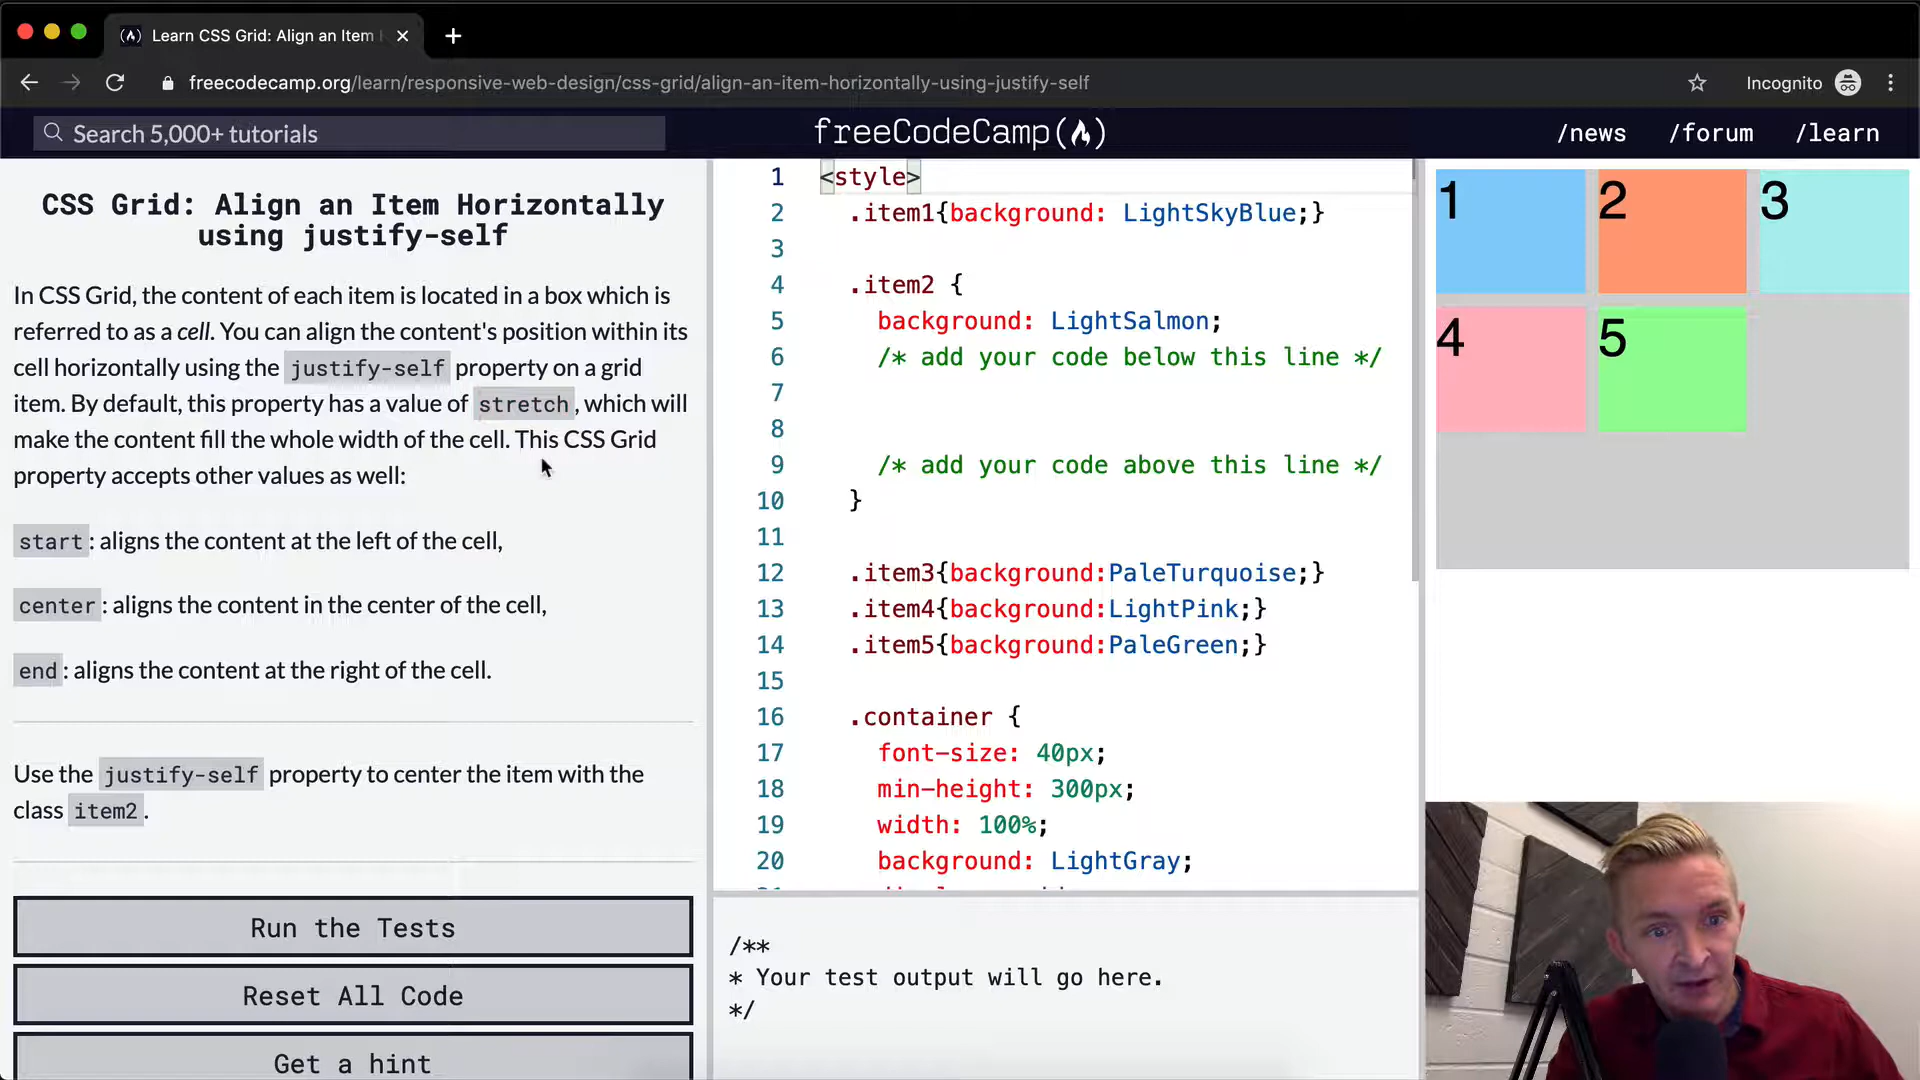 Learn CSS Grid: Align an Item
freecodecamp.org/learn/responsive-web-design/css-grid/align-an-item-horizontally-using-justify-self
Incognito
Search 5,000+ tutorials
freeCodeCamp
/news
/forum
/learn
CSS Grid: Align an Item Horizontally
using justify-self
In CSS Grid, the content of each item is located in a box which is
referred to as a cell. You can align the content's position within its
cell horizontally using the justify-self property on a grid
item. By default, this property has a value of stretch, which will
make the content fill the whole width of the cell. This CSS Grid
property accepts other values as well:
start: aligns the content at the left of the cell,
center: aligns the content in the center of the cell,
end: aligns the content at the right of the cell.
Use the justify-self property to center the item with the
class item2.
Run the Tests
Reset All Code
Get a hint
1 <style>
2 .item1{background: LightSkyBlue;}
3
4 .item2 {
5 background: LightSalmon;
6 /* add your code below this line */
7
8
9 /* add your code above this line */
10 }
11
12 .item3{background:PaleTurquoise;}
13 .item4{background:LightPink;}
14 .item5{background:PaleGreen;}
15
16 .container {
17 font-size: 40px;
18 min-height: 300px;
19 width: 100%;
20 background: LightGray;
/**
* Your test output will go here.
*/
1
2
3
4
5